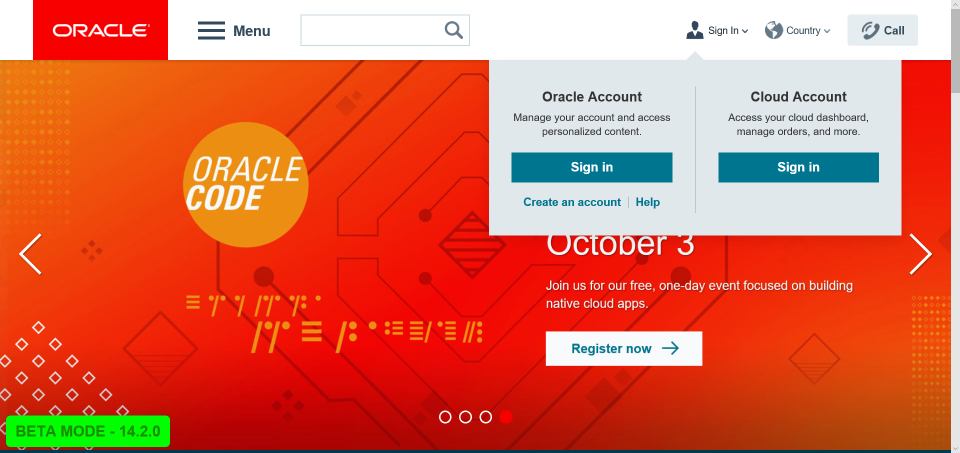 ORACLE
Menu
Sign In
Country
Call
Oracle Account
Manage your account and access
personalized content.
Sign in
Create an account
Help
Cloud Account
Access your cloud dashboard,
manage orders, and more.
Sign in
ORACLE
CODE
October 3
Join us for our free, one-day event focused on building
native cloud apps.
Register now
BETA MODE - 14.2.0